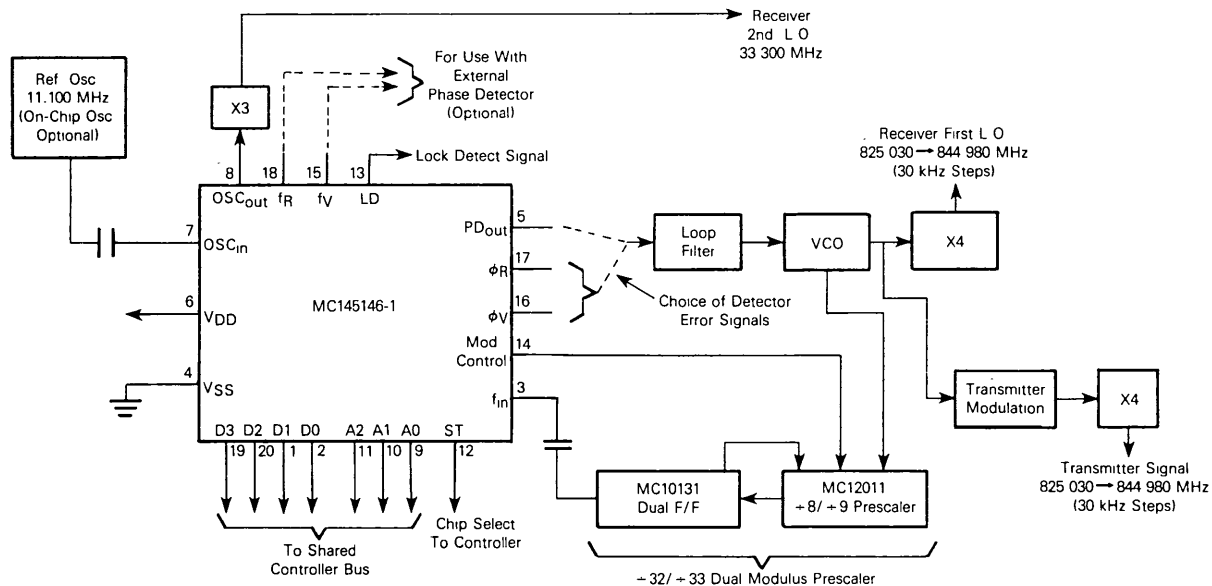 Receiver
2nd L O
33 300 MHz
Ref Osc
11.100 MHz
(On-Chip Osc
Optional)
X3
For Use With
External
Phase Detector
(Optional)
Lock Detect Signal
Receiver First L O
825 030→844 980 MHz
(30 kHz Steps)
8
18
15
13
OSCout
fR
fV
LD
7
OSCin
6
VDD
4
VSS
MC145146-1
5
PDout
17
ϕR
16
ϕV
Mod
Control
14
3
fin
Loop
Filter
VCO
X4
Choice of Detector
Error Signals
Transmitter
Modulation
X4
Transmitter Signal
825 030→844 980 MHz
(30 kHz Steps)
D3 D2 D1 D0 A2 A1 A0 ST
19 20 1 2 11 10 9 12
To Shared
Controller Bus
Chip Select
To Controller
MC10131
Dual F/F
MC12011
÷8/÷9 Prescaler
÷32/÷33 Dual Modulus Prescaler